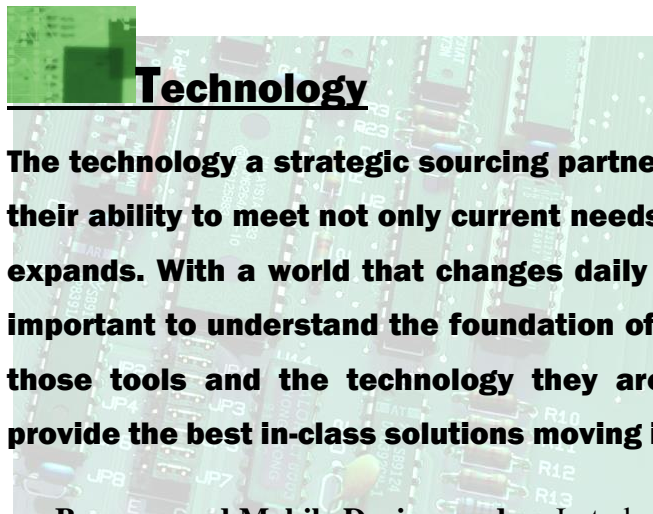 Technology
The technology a strategic sourcing partne
their ability to meet not only current needs
expands. With a world that changes daily
important to understand the foundation of
those tools and the technology they are
provide the best in-class solutions moving i